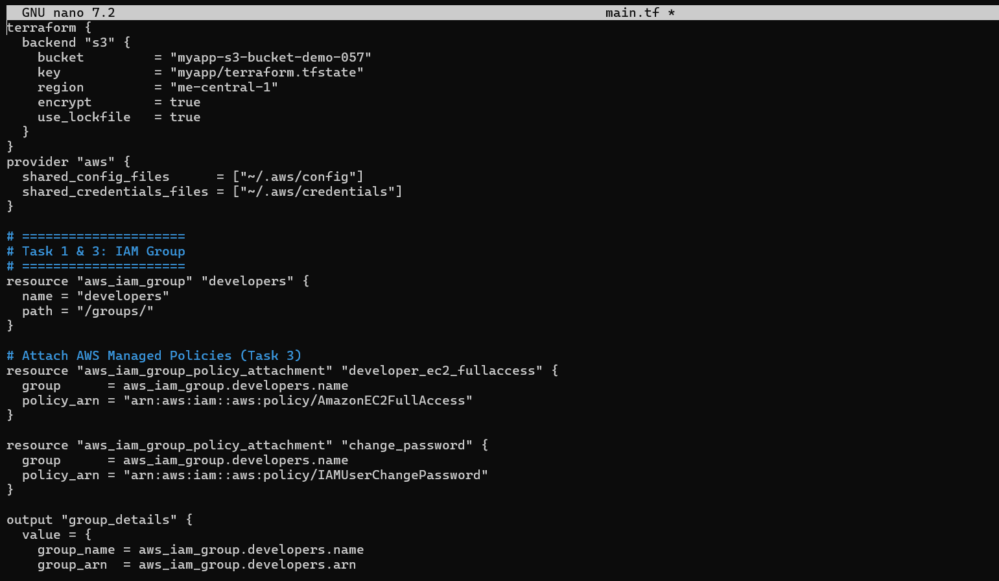 GNU nano 7.2 main.tf *
terraform {
  backend "s3" {
    bucket         = "myapp-s3-bucket-demo-057"
    key            = "myapp/terraform.tfstate"
    region         = "me-central-1"
    encrypt        = true
    use_lockfile   = true
  }
}
provider "aws" {
  shared_config_files      = ["~/.aws/config"]
  shared_credentials_files = ["~/.aws/credentials"]
}

# =====================
# Task 1 & 3: IAM Group
# =====================
resource "aws_iam_group" "developers" {
  name = "developers"
  path = "/groups/"
}

# Attach AWS Managed Policies (Task 3)
resource "aws_iam_group_policy_attachment" "developer_ec2_fullaccess" {
  group      = aws_iam_group.developers.name
  policy_arn = "arn:aws:iam::aws:policy/AmazonEC2FullAccess"
}

resource "aws_iam_group_policy_attachment" "change_password" {
  group      = aws_iam_group.developers.name
  policy_arn = "arn:aws:iam::aws:policy/IAMUserChangePassword"
}

output "group_details" {
  value = {
    group_name = aws_iam_group.developers.name
    group_arn  = aws_iam_group.developers.arn